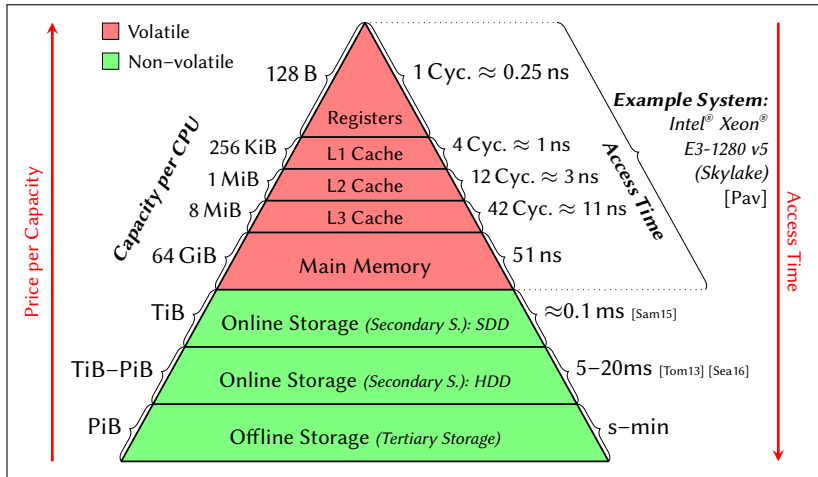 Volatile
Non–volatile
Price per Capacity
Capacity per CPU
128 B
Registers
1 Cyc. ≈ 0.25 ns
256 KiB
L1 Cache
4 Cyc. ≈ 1 ns
1 MiB
L2 Cache
12 Cyc. ≈ 3 ns
8 MiB
L3 Cache
42 Cyc. ≈ 11 ns
64 GiB
Main Memory
51 ns
Access Time
Example System:
Intel® Xeon®
E3-1280 v5
(Skylake)
[Pav]
Access Time
TiB
Online Storage (Secondary S.): SDD
≈0.1 ms [Sam15]
TiB–PiB
Online Storage (Secondary S.): HDD
5–20ms [Tom13] [Sea16]
PiB
Offline Storage (Tertiary Storage)
s–min